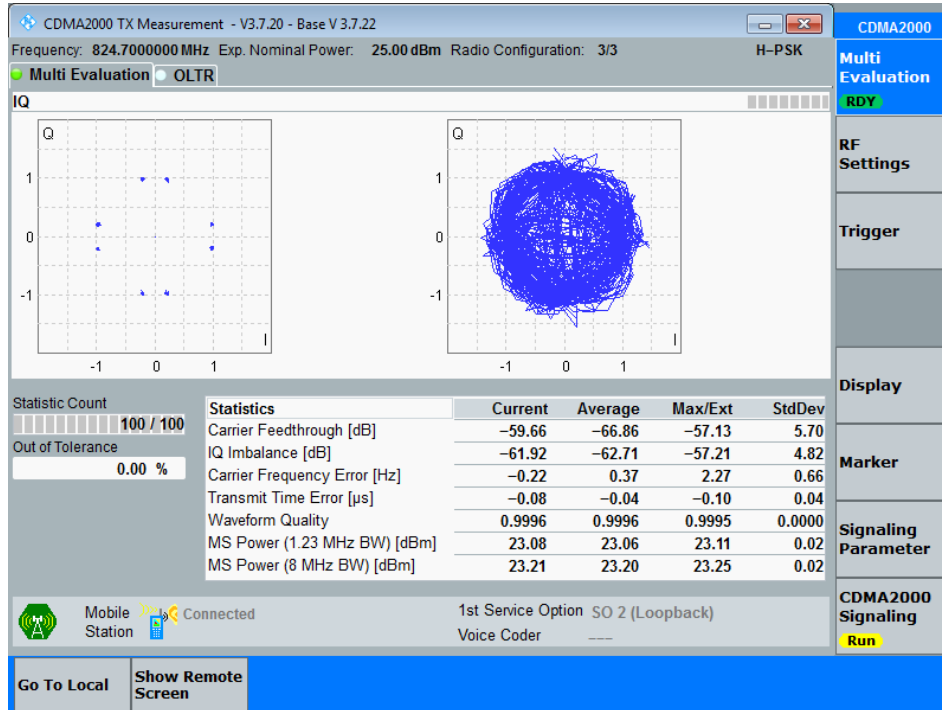 CDMA2000 TX Measurement - V3.7.20 - Base V 3.7.22
CDMA2000
Frequency: 824.7000000 MHz Exp. Nominal Power: 25.00 dBm Radio Configuration: 3/3 H-PSK
Multi Evaluation OLTR
Multi
Evaluation
RDY
IQ
Q
1
0
-1
I
-1 0 1
Q
1
0
-1
I
-1 0 1
RF
Settings
Trigger
Display
Marker
Signaling
Parameter
CDMA2000
Signaling
Run
Statistic Count
100 / 100
Out of Tolerance
0.00 %
Statistics Current Average Max/Ext StdDev
Carrier Feedthrough [dB] -59.66 -66.86 -57.13 5.70
IQ Imbalance [dB] -61.92 -62.71 -57.21 4.82
Carrier Frequency Error [Hz] -0.22 0.37 2.27 0.66
Transmit Time Error [µs] -0.08 -0.04 -0.10 0.04
Waveform Quality 0.9996 0.9996 0.9995 0.0000
MS Power (1.23 MHz BW) [dBm] 23.08 23.06 23.11 0.02
MS Power (8 MHz BW) [dBm] 23.21 23.20 23.25 0.02
Mobile
Station
Connected
1st Service Option SO 2 (Loopback)
Voice Coder ---
Go To Local
Show Remote
Screen